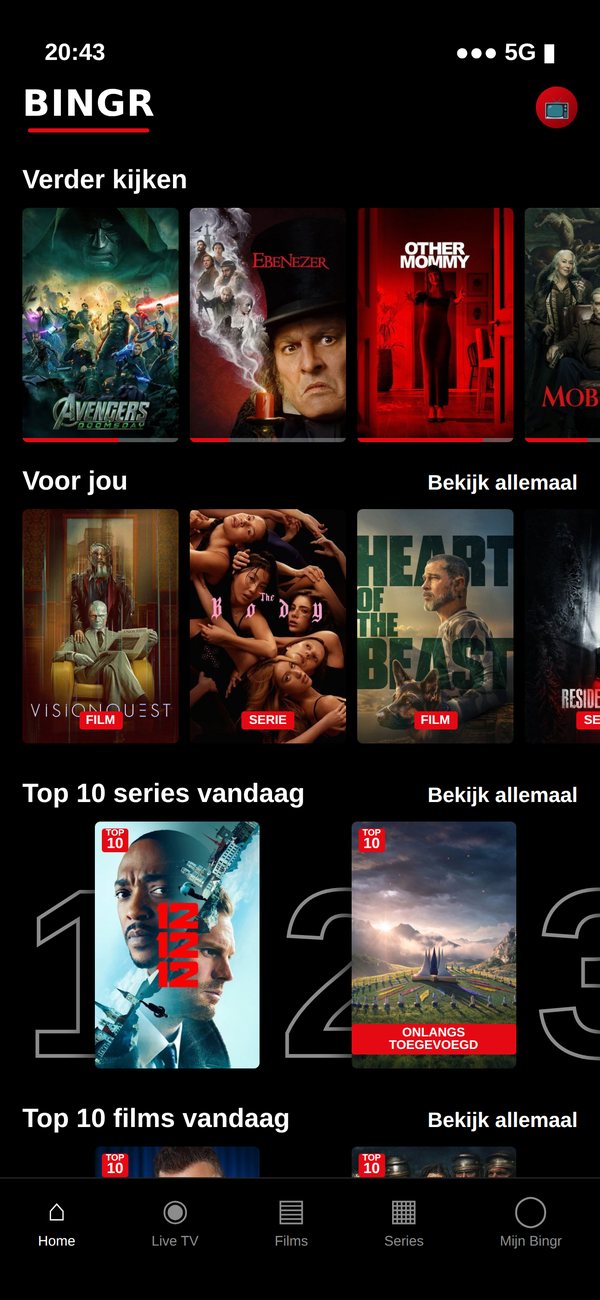 20:43
●●● 5G
BINGR
Verder kijken
AVENGERS
DOOMSDAY
EBENEZER
OTHER
MOMMY
MOB
Voor jou
Bekijk allemaal
VISIONQUEST
FILM
The
Body
SERIE
HEART
OF
THE
BEAST
FILM
RESIDE
SE
Top 10 series vandaag
Bekijk allemaal
1
TOP
10
12
12
12
2
TOP
10
ONLANGS
TOEGEVOEGD
3
Top 10 films vandaag
Bekijk allemaal
TOP
10
TOP
10
Home
Live TV
Films
Series
Mijn Bingr